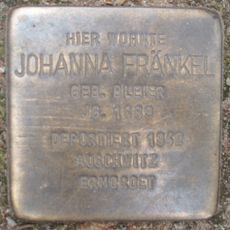 HIER WOHNTE
JOHANNA FRÄNKEL
GEB.
JG.
DEPORTIERT
AUSCHWITZ
ERMORDET